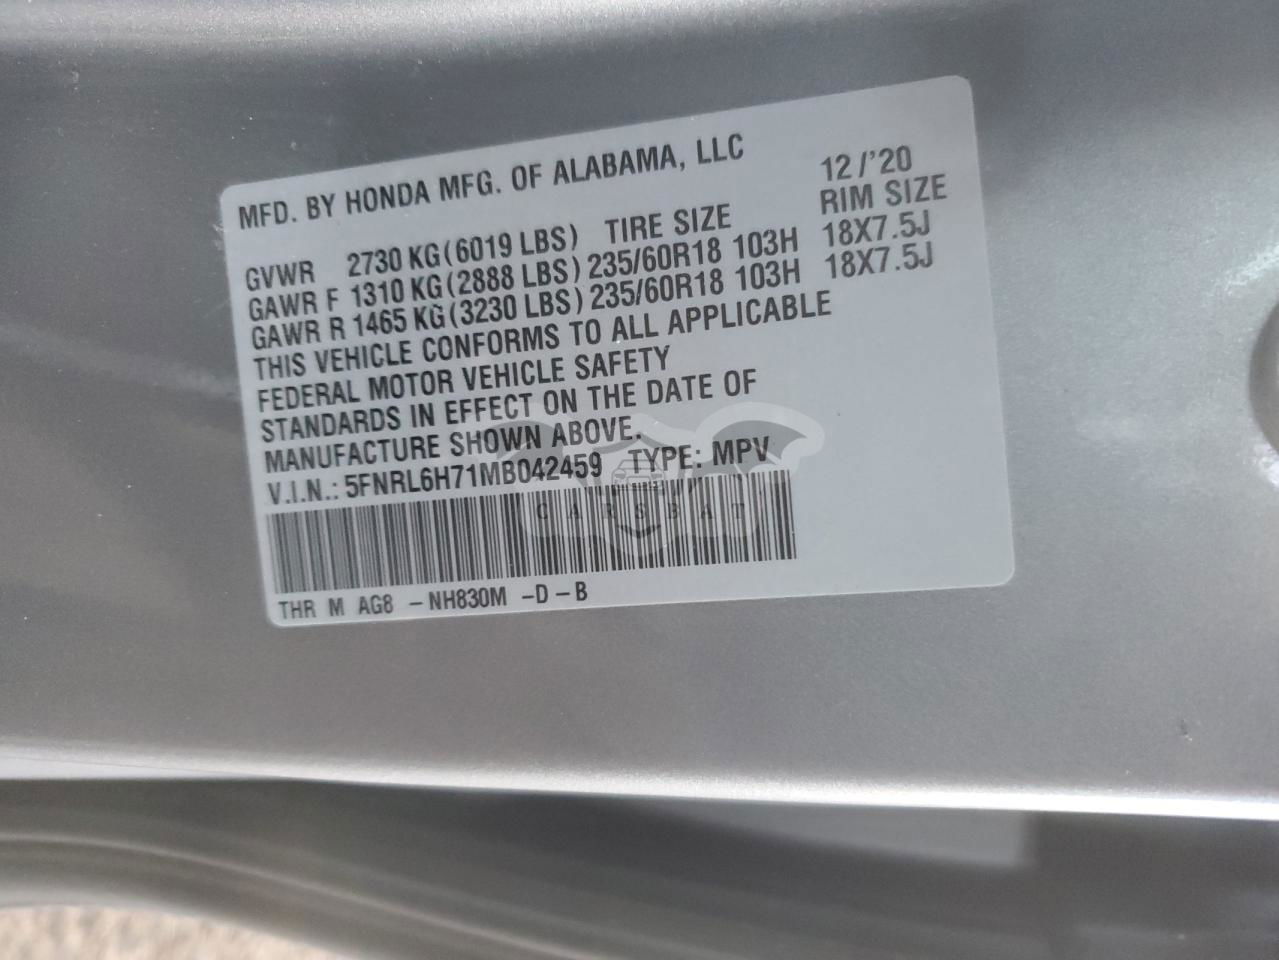 MFD. BY HONDA MFG. OF ALABAMA, LLC 12/'20
GVWR 2730 KG(6019 LBS) TIRE SIZE RIM SIZE
GAWR F 1310 KG(2888 LBS) 235/60R18 103H 18X7.5J
GAWR R 1465 KG(3230 LBS) 235/60R18 103H 18X7.5J
THIS VEHICLE CONFORMS TO ALL APPLICABLE
FEDERAL MOTOR VEHICLE SAFETY
STANDARDS IN EFFECT ON THE DATE OF
MANUFACTURE SHOWN ABOVE.
V.I.N.: 5FNRL6H71MB042459 TYPE: MPV
CARSBAT
THR M AG8 -NH830M -D-B